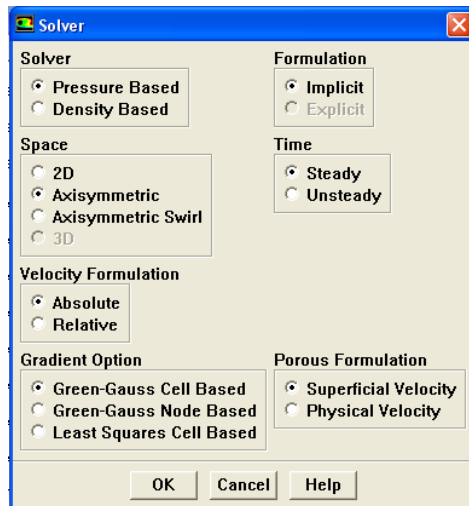 Solver
Solver
Pressure Based
Density Based
Formulation
Implicit
Explicit
Space
2D
Axisymmetric
Axisymmetric Swirl
3D
Time
Steady
Unsteady
Velocity Formulation
Absolute
Relative
Gradient Option
Green-Gauss Cell Based
Green-Gauss Node Based
Least Squares Cell Based
Porous Formulation
Superficial Velocity
Physical Velocity
OK
Cancel
Help